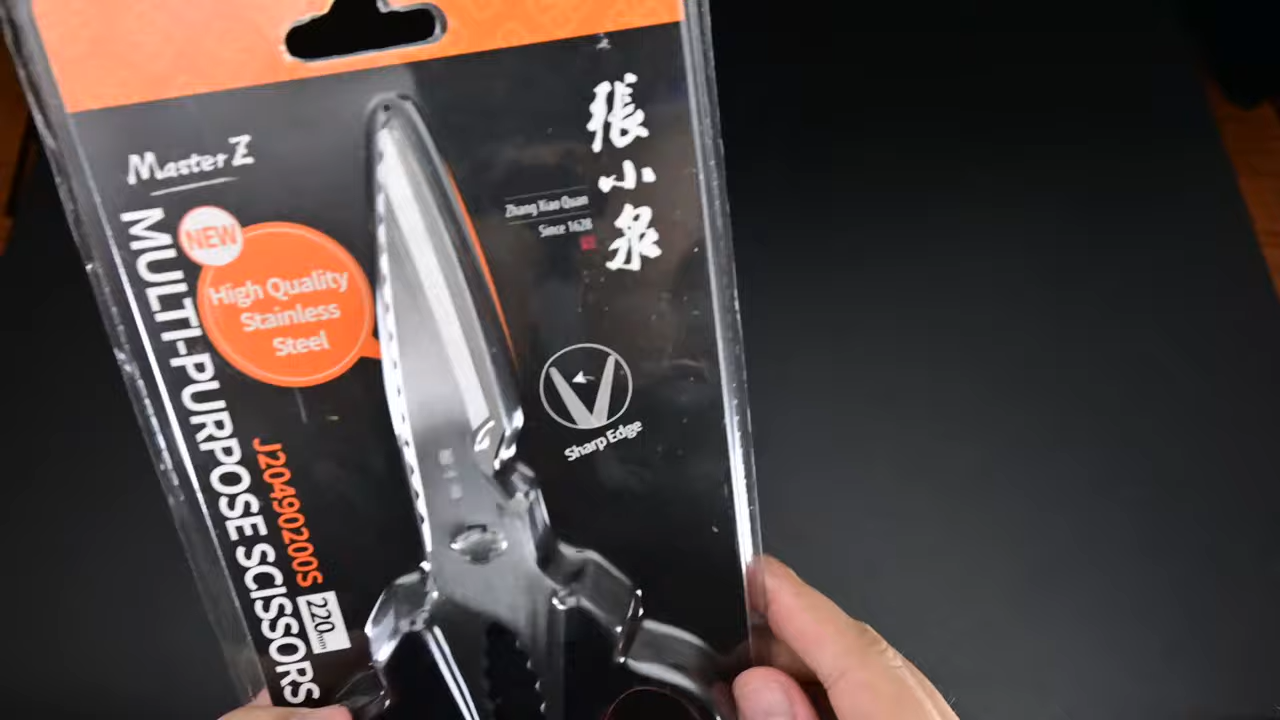 張小泉
Zhang Xiao Quan
Since 1628
Master Z
MULTI-PURPOSE SCISSORS
NEW
High Quality
Stainless
Steel
J20490200S
220mm
Sharp Edge